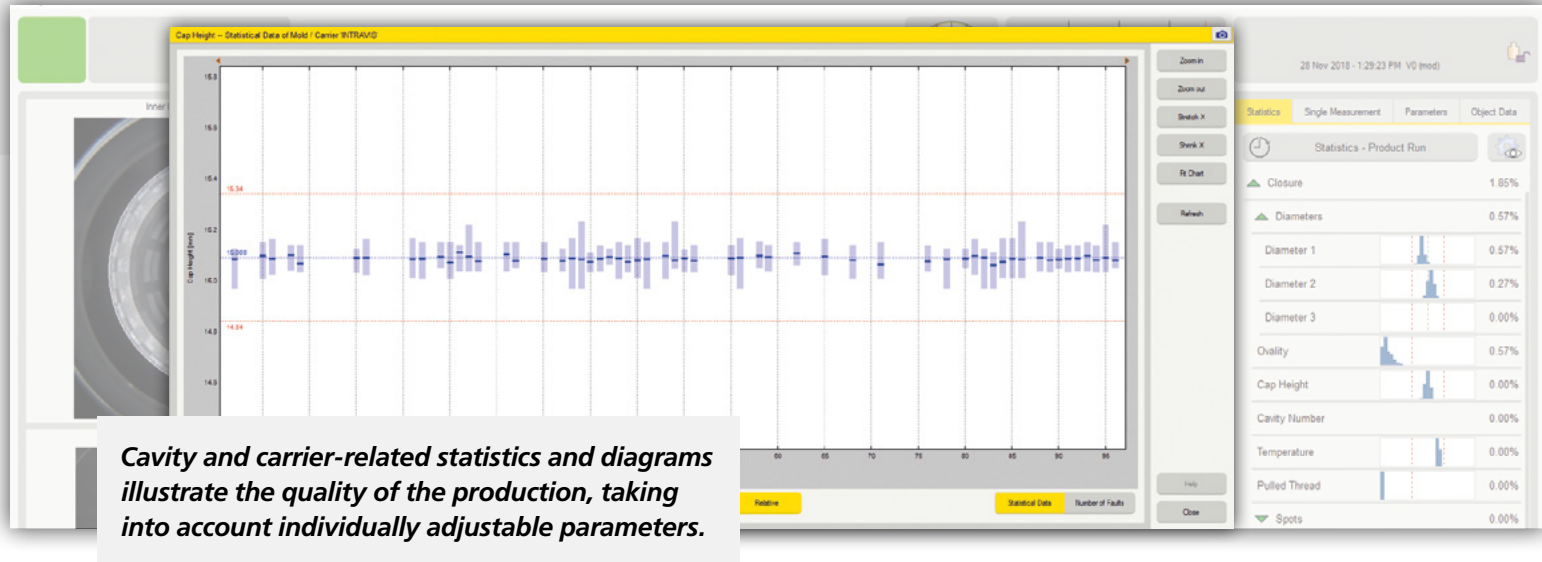 Cap Height – Statistical Data of Mold / Carrier 'INTRAVIS'
28 Nov 2018 - 1:29:23 PM V0 (mod)
Inner
Cap Height [mm]
15.8
15.6
15.4
15.2
15.0
14.8
14.6
15.34
14.84
60 65 70 75 80 85 90 95
Relative
Statistical Data
Number of Faults
Zoom in
Zoom out
Stretch X
Shrink X
Fit Chart
Refresh
Help
Close
Statistics Single Measurement Parameters Object Data
Statistics - Product Run
Closure 1.85%
Diameters 0.57%
Diameter 1 0.57%
Diameter 2 0.27%
Diameter 3 0.00%
Ovality 0.57%
Cap Height 0.00%
Cavity Number 0.00%
Temperature 0.00%
Pulled Thread 0.00%
Spots 0.00%
Cavity and carrier-related statistics and diagrams
illustrate the quality of the production, taking
into account individually adjustable parameters.